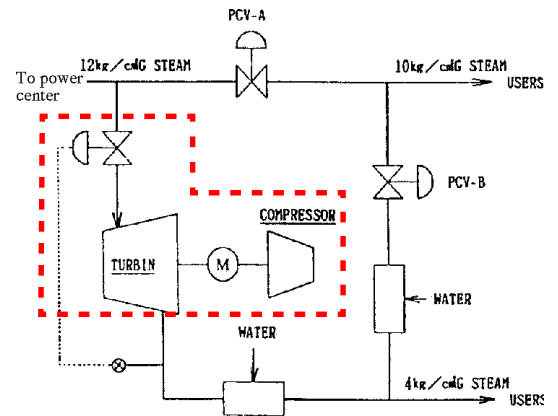 PCV-A
12kg/c㎡G STEAM
10kg/c㎡G STEAM
To power
center
USERS
PCV-B
COMPRESSOR
TURBIN
M
WATER
WATER
4kg/c㎡G STEAM
USERS